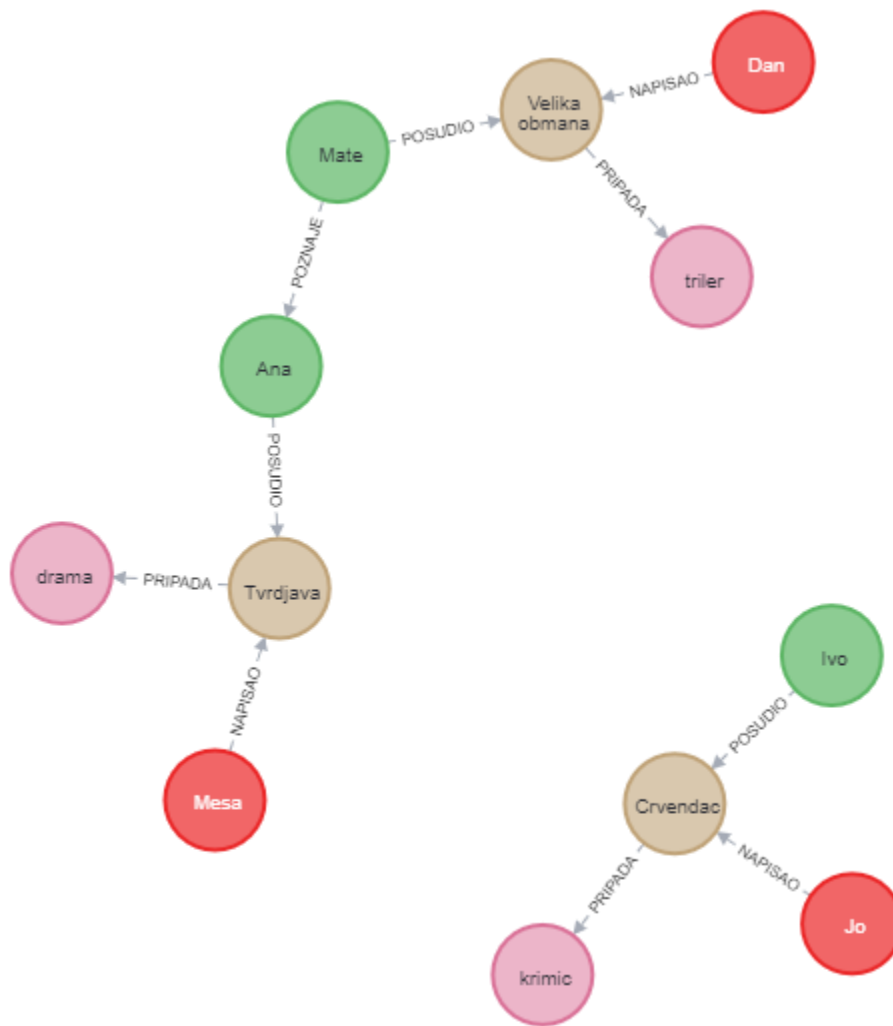 Dan
NAPISAO
Velika
obmana
POSUDIO
Mate
PRIPADA
triler
POZNAJE
Ana
POSUDIO
drama
PRIPADA
Tvrdjava
NAPISAO
Mesa
Ivo
POSUDIO
Crvendac
NAPISAO
PRIPADA
Jo
krimic